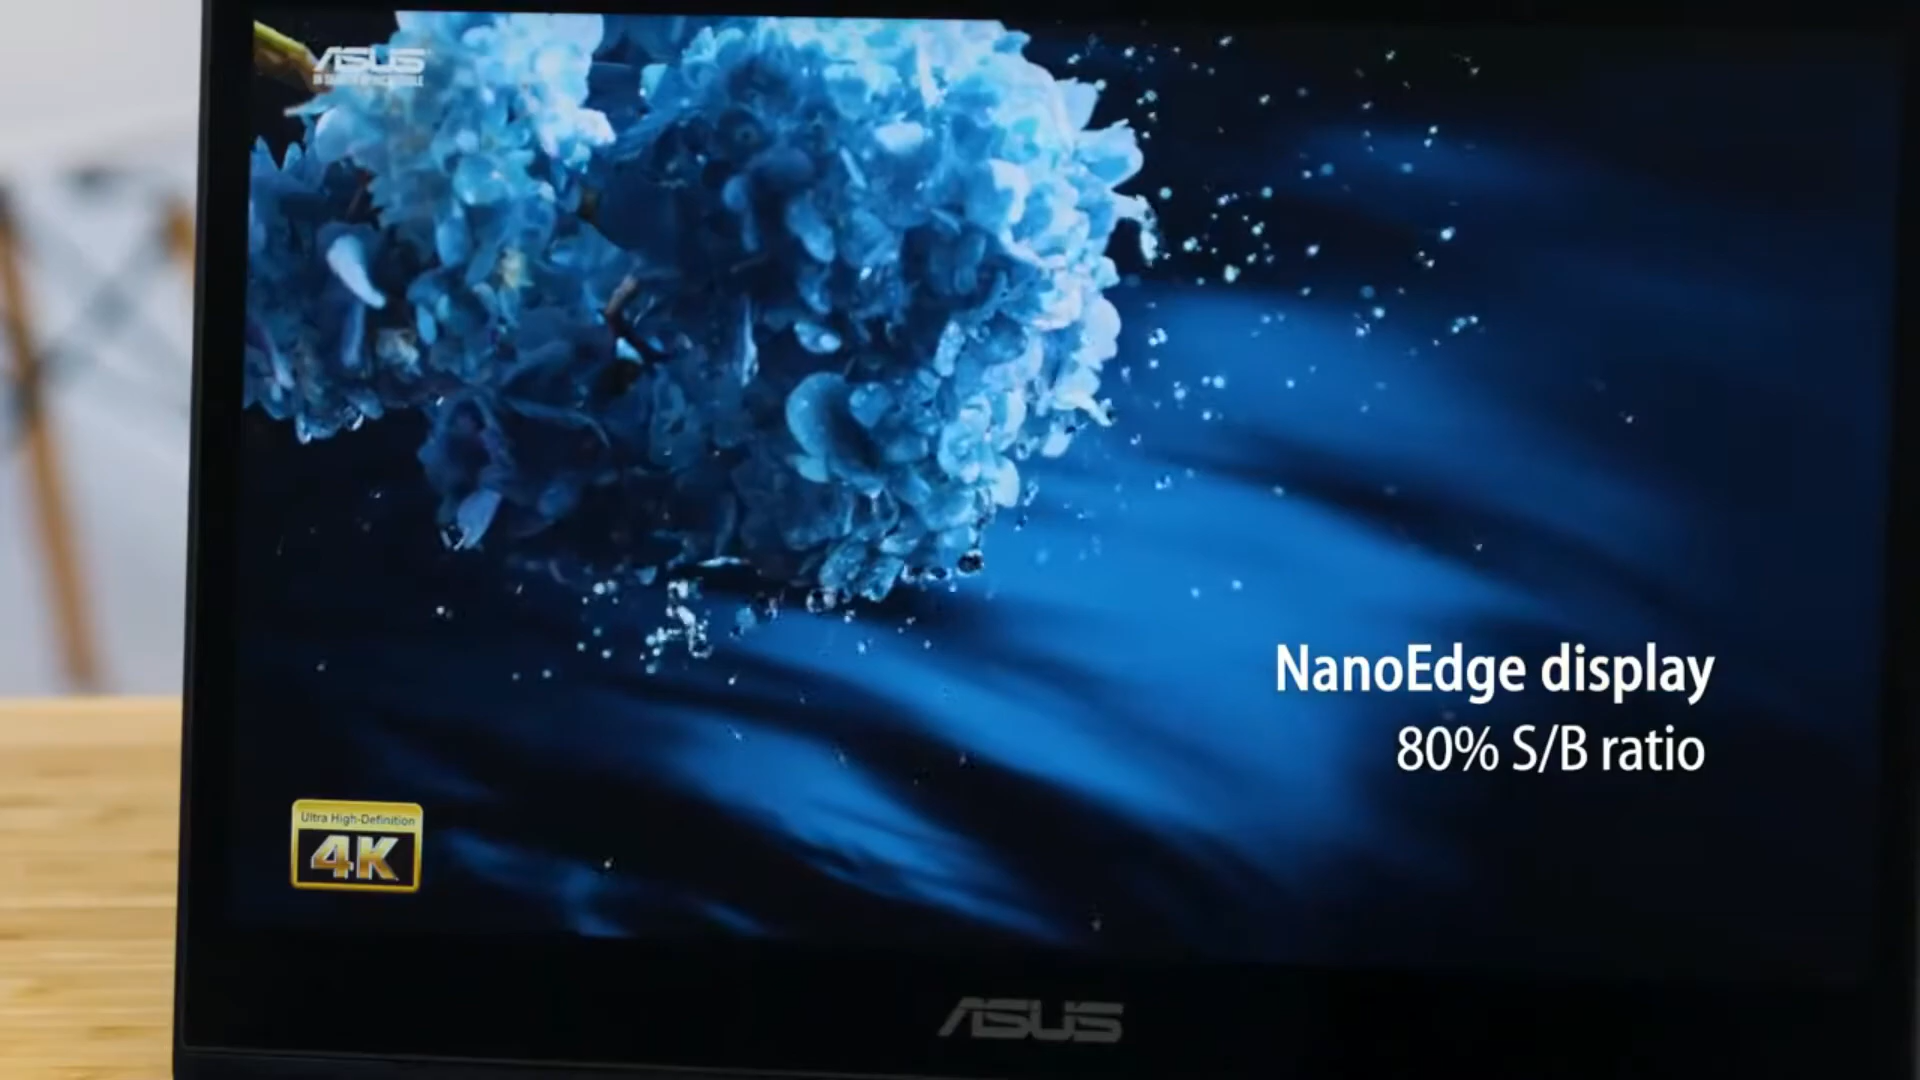 ASUS
NanoEdge display
80% S/B ratio
Ultra High-Definition
4K
ASUS